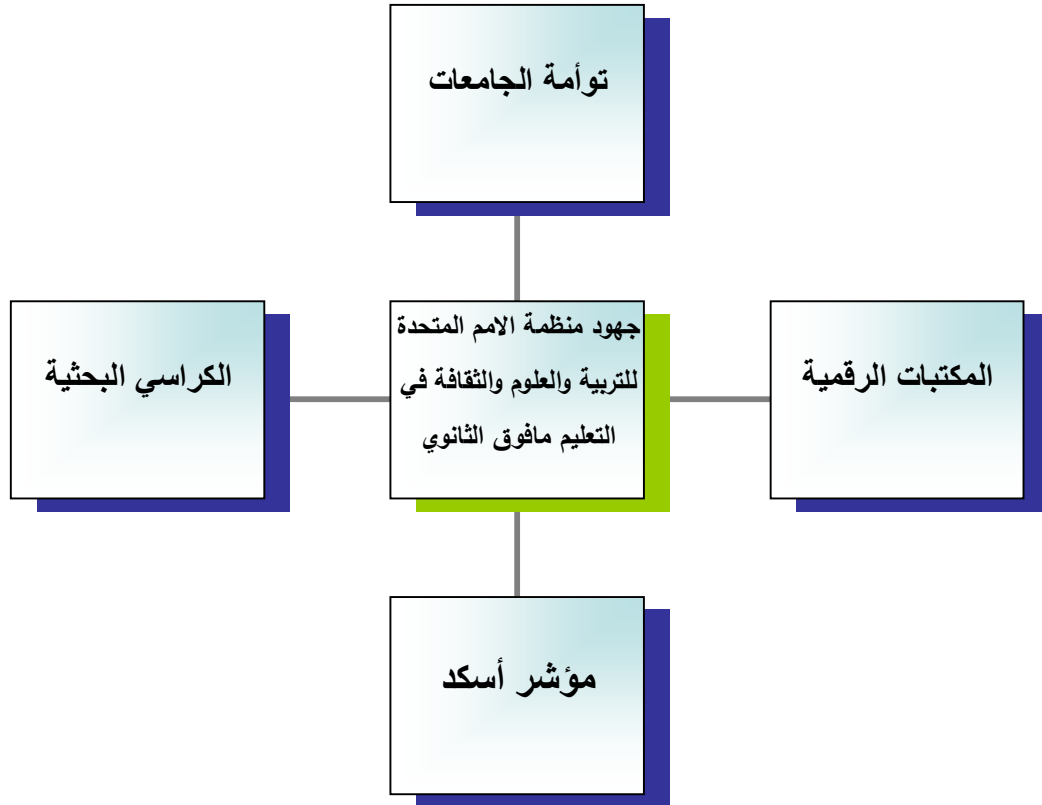 توأمة الجامعات
المكتبات الرقمية
جهود منظمة الامم المتحدة
للتربية والعلوم والثقافة في
التعليم مافوق الثانوي
الكراسي البحثية
مؤشر أسكد